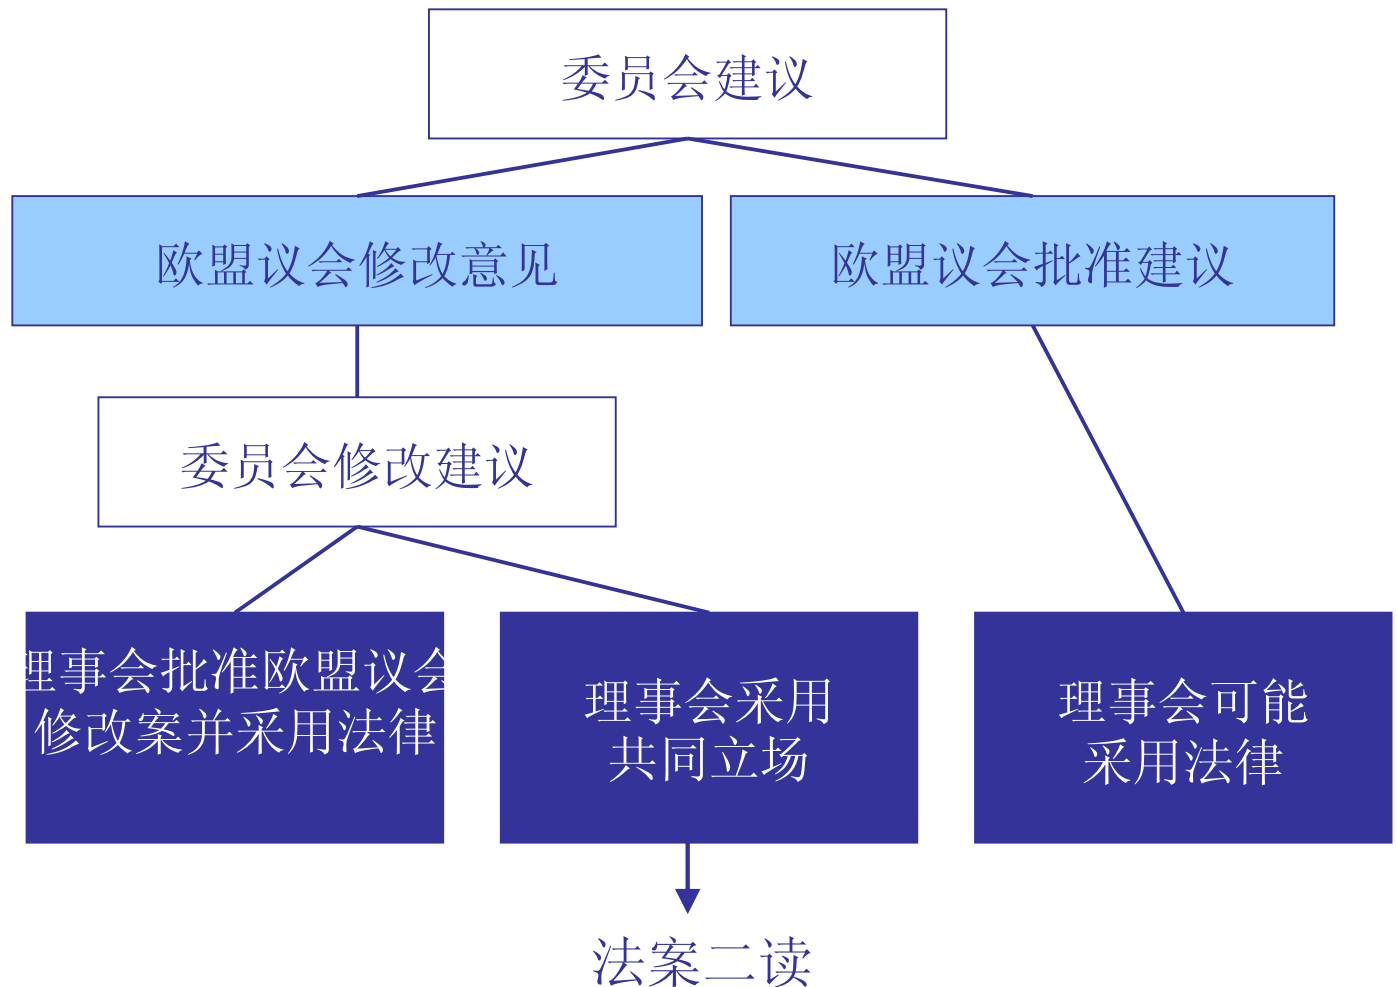 委员会建议
欧盟议会修改意见
欧盟议会批准建议
委员会修改建议
理事会批准欧盟议会
修改案并采用法律
理事会采用
共同立场
理事会可能
采用法律
法案二读